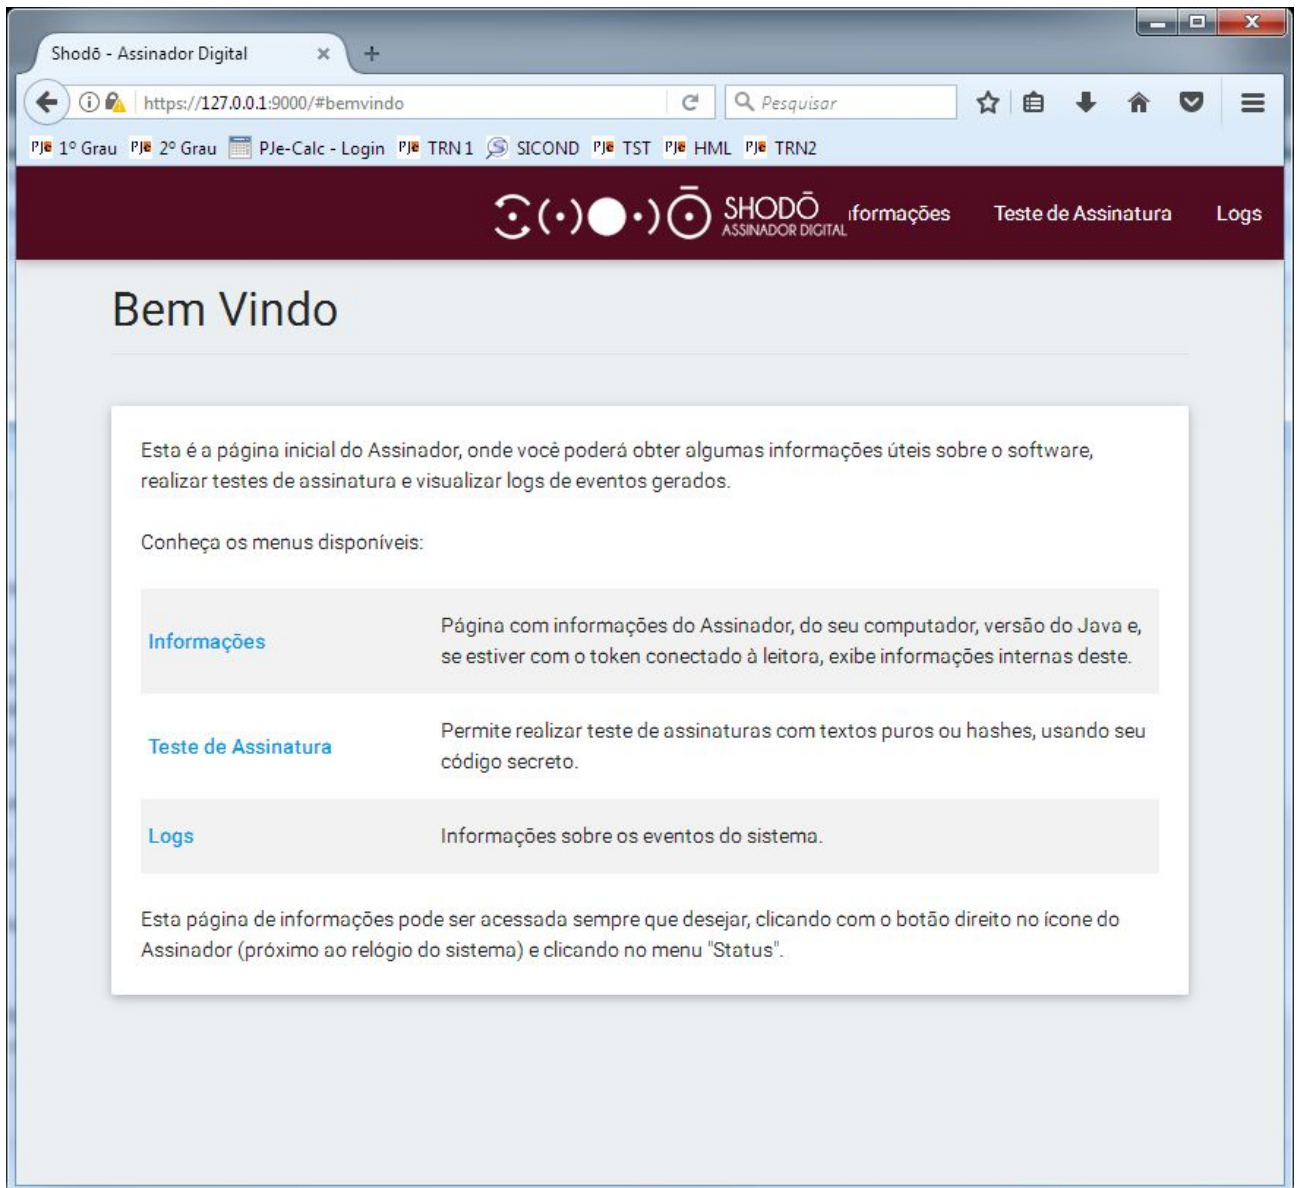 Shodō - Assinador Digital
https://127.0.0.1:9000/#bemvindo
Pesquisar
PJe 1º Grau PJe 2º Grau PJe-Calc - Login PJe TRN 1 SICOND PJe TST PJe HML PJe TRN2
SHODŌ
ASSINADOR DIGITAL
formações Teste de Assinatura Logs
Bem Vindo
Esta é a página inicial do Assinador, onde você poderá obter algumas informações úteis sobre o software,
realizar testes de assinatura e visualizar logs de eventos gerados.
Conheça os menus disponíveis:
Informações
Página com informações do Assinador, do seu computador, versão do Java e,
se estiver com o token conectado à leitora, exibe informações internas deste.
Teste de Assinatura
Permite realizar teste de assinaturas com textos puros ou hashes, usando seu
código secreto.
Logs
Informações sobre os eventos do sistema.
Esta página de informações pode ser acessada sempre que desejar, clicando com o botão direito no ícone do
Assinador (próximo ao relógio do sistema) e clicando no menu "Status".